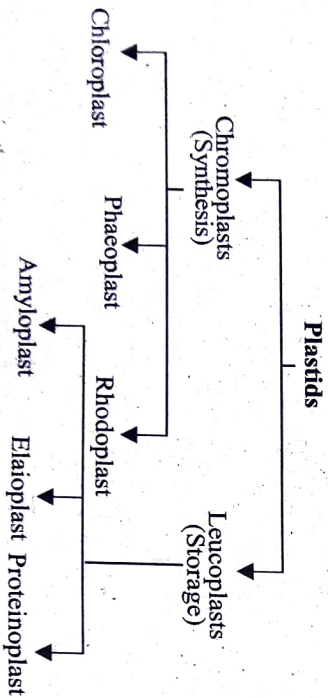 Plastids
Chromoplasts
(Synthesis)
Leucoplasts
(Storage)
Chloroplast
Phaeoplast
Rhodoplast
Amyloplast
Elaioplast
Proteinoplast